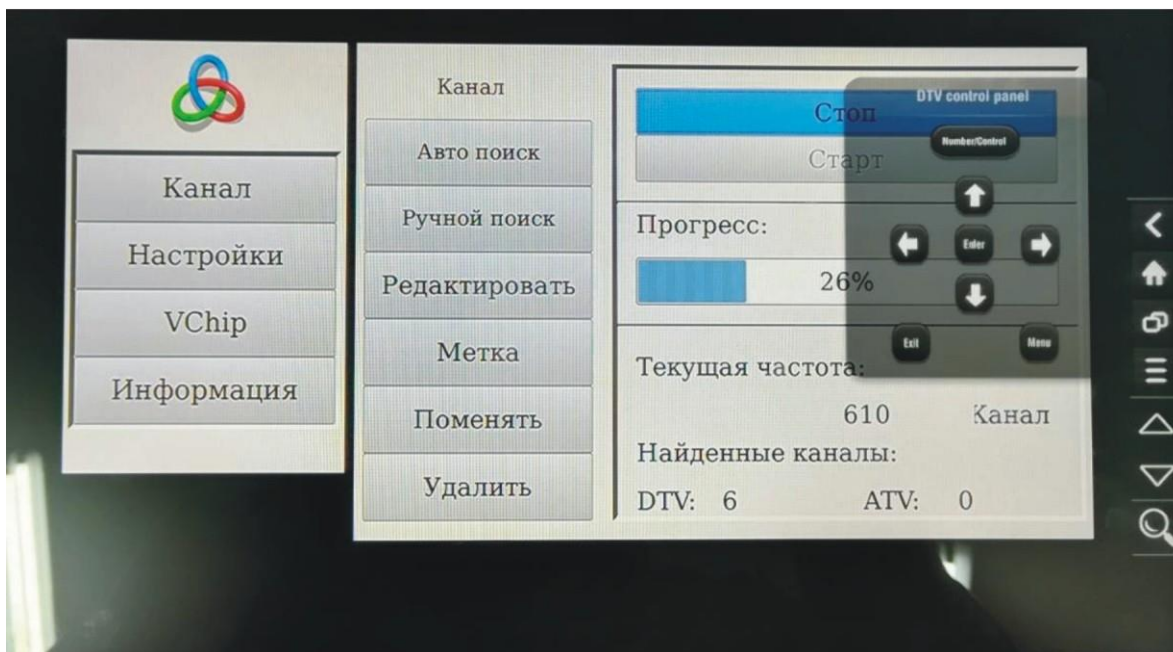 Канал
Настройки
VChip
Информация
Канал
Авто поиск
Ручной поиск
Редактировать
Метка
Поменять
Удалить
Стоп
Старт
Прогресс:
26%
Текущая частота:
610 Канал
Найденные каналы:
DTV: 6 ATV: 0
DTV control panel
Number/Control
Enter
Exit Menu